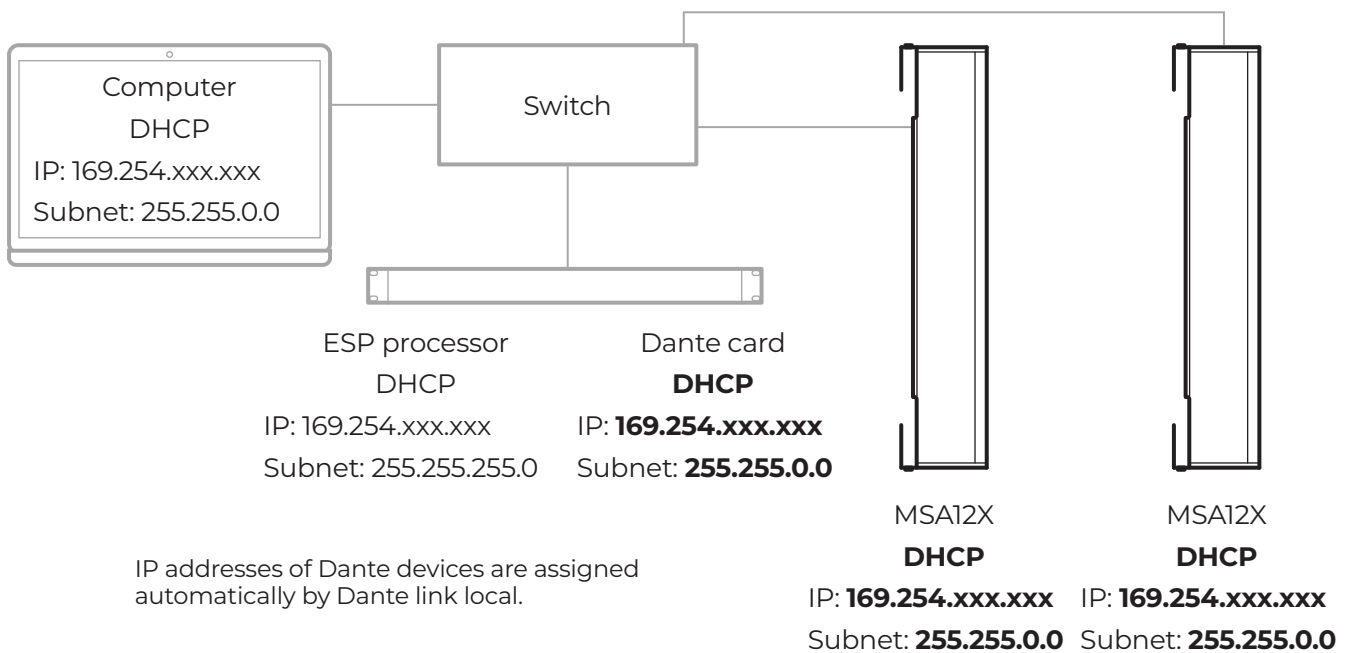 Computer
DHCP
IP: 169.254.xxx.xxx
Subnet: 255.255.0.0
Switch
ESP processor
DHCP
IP: 169.254.xxx.xxx
Subnet: 255.255.255.0
Dante card
DHCP
IP: 169.254.xxx.xxx
Subnet: 255.255.0.0
MSA12X
DHCP
IP: 169.254.xxx.xxx
Subnet: 255.255.0.0
MSA12X
DHCP
IP: 169.254.xxx.xxx
Subnet: 255.255.0.0
IP addresses of Dante devices are assigned
automatically by Dante link local.